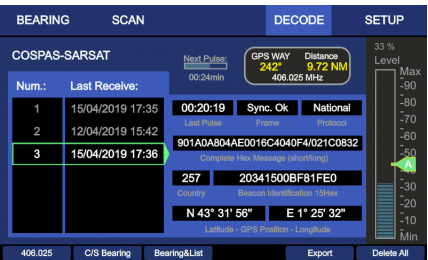 BEARING SCAN DECODE SETUP
COSPAS-SARSAT
Next Pulse:
00:24min
GPS WAY Distance
242° 9.72 NM
406.025 MHz
33 %
Level
Max
Num.: Last Receive:
1 15/04/2019 17:35
2 12/04/2019 15:42
3 15/04/2019 17:36
00:20:19 Sync. Ok National
Last Pulse Frame Protocol
901A0A804AE0016C4040F4/021C0832
Complete Hex Message (short/long)
257 20341500BF81FE0
Country Beacon Identification 15Hex
N 43° 31' 56" E 1° 25' 32"
Latitude - GPS Position - Longitude
-90
-80
-70
-60
-50
A
-30
-20
-10
Min
406.025 C/S Bearing Bearing&List Export Delete All